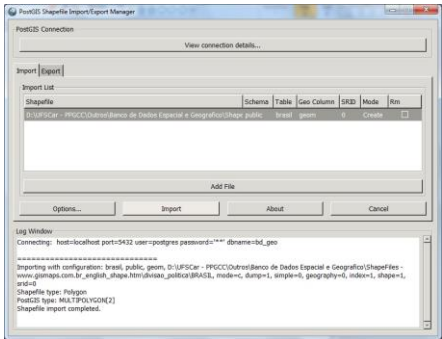 PostGIS Shapefile Import/Export Manager
PostGIS Connection
View connection details...
Import Export
Import List
Shapefile Schema Table Geo Column SRID Mode Rm
D:\UFSCar - PPGCC\Outros\Banco de Dados Espacial e Geografico\Shape public brasil geom 0 Create
Add File
Options... Import About Cancel
Log Window
Connecting: host=localhost port=5432 user=postgres password='**' dbname=bd_geo
==============================
Importing with configuration: brasil, public, geom, D:\UFSCar - PPGCC\Outros\Banco de Dados Espacial e Geografico\ShapeFiles -
www.gismaps.com.br_english_shape.htm\divisao_politica\BRASIL, mode=c, dump=1, simple=0, geography=0, index=1, shape=1,
srid=0
Shapefile type: Polygon
PostGIS type: MULTIPOLYGON[2]
Shapefile import completed.